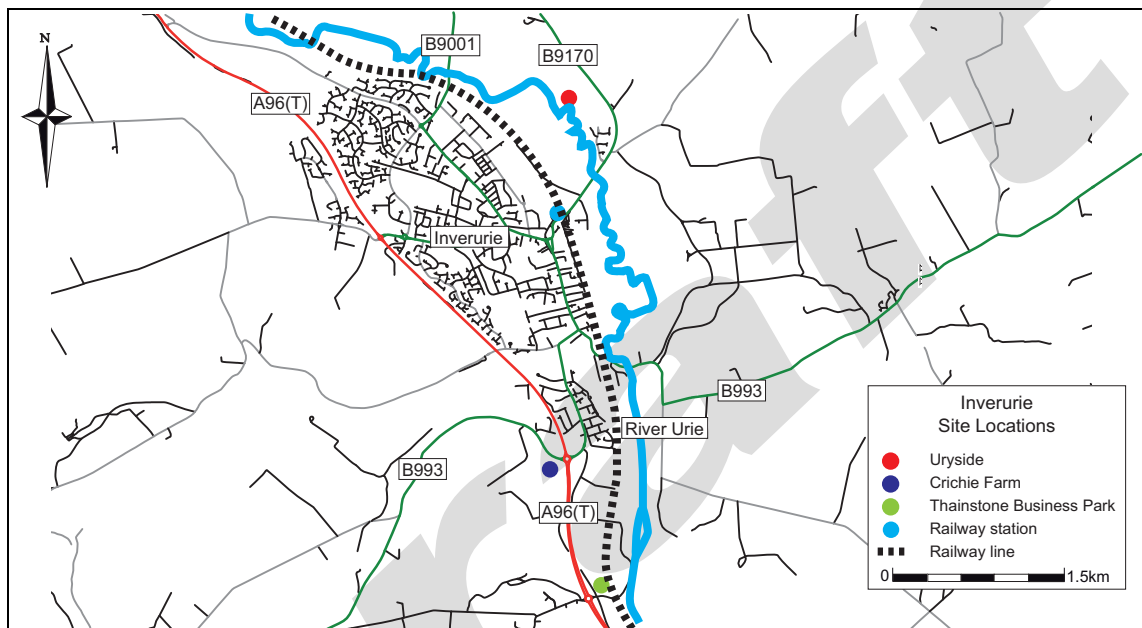 N
B9001
B9170
A96(T)
Inverurie
B993
River Urie
B993
A96(T)
Inverurie
Site Locations
Uryside
Crichie Farm
Thainstone Business Park
Railway station
Railway line
0 1.5km
raft